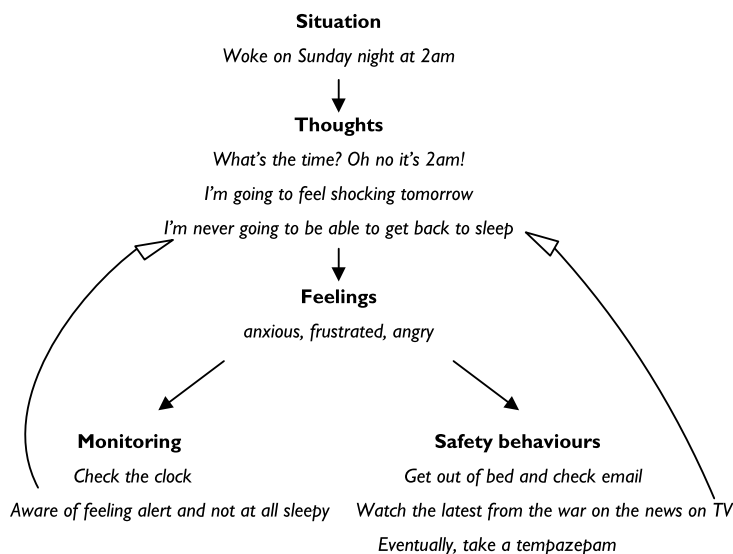 Situation
Woke on Sunday night at 2am
Thoughts
What's the time? Oh no it's 2am!
I'm going to feel shocking tomorrow
I'm never going to be able to get back to sleep
Feelings
anxious, frustrated, angry
Monitoring
Check the clock
Aware of feeling alert and not at all sleepy
Safety behaviours
Get out of bed and check email
Watch the latest from the war on the news on TV
Eventually, take a tempazepam